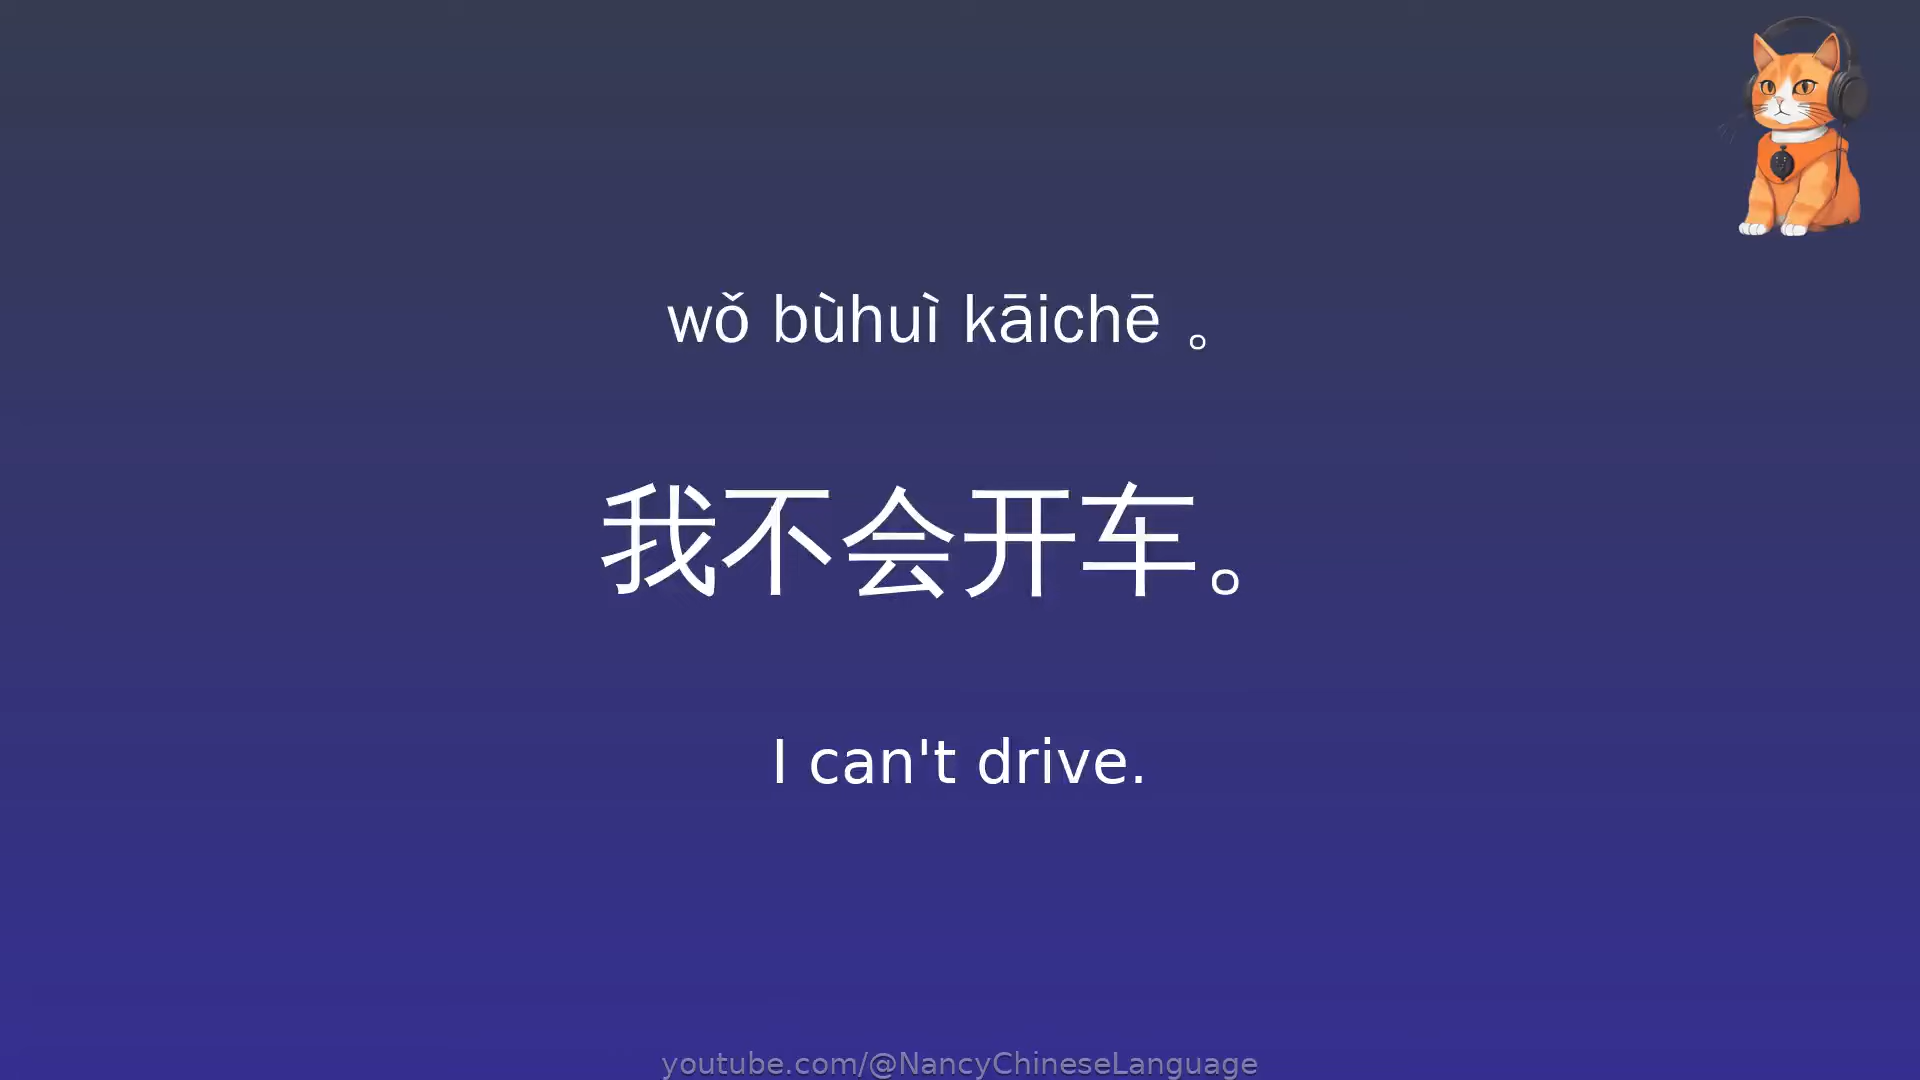 wǒ bùhuì kāichē 。
我不会开车。
I can't drive.
youtube.com/@NancyChineseLanguage